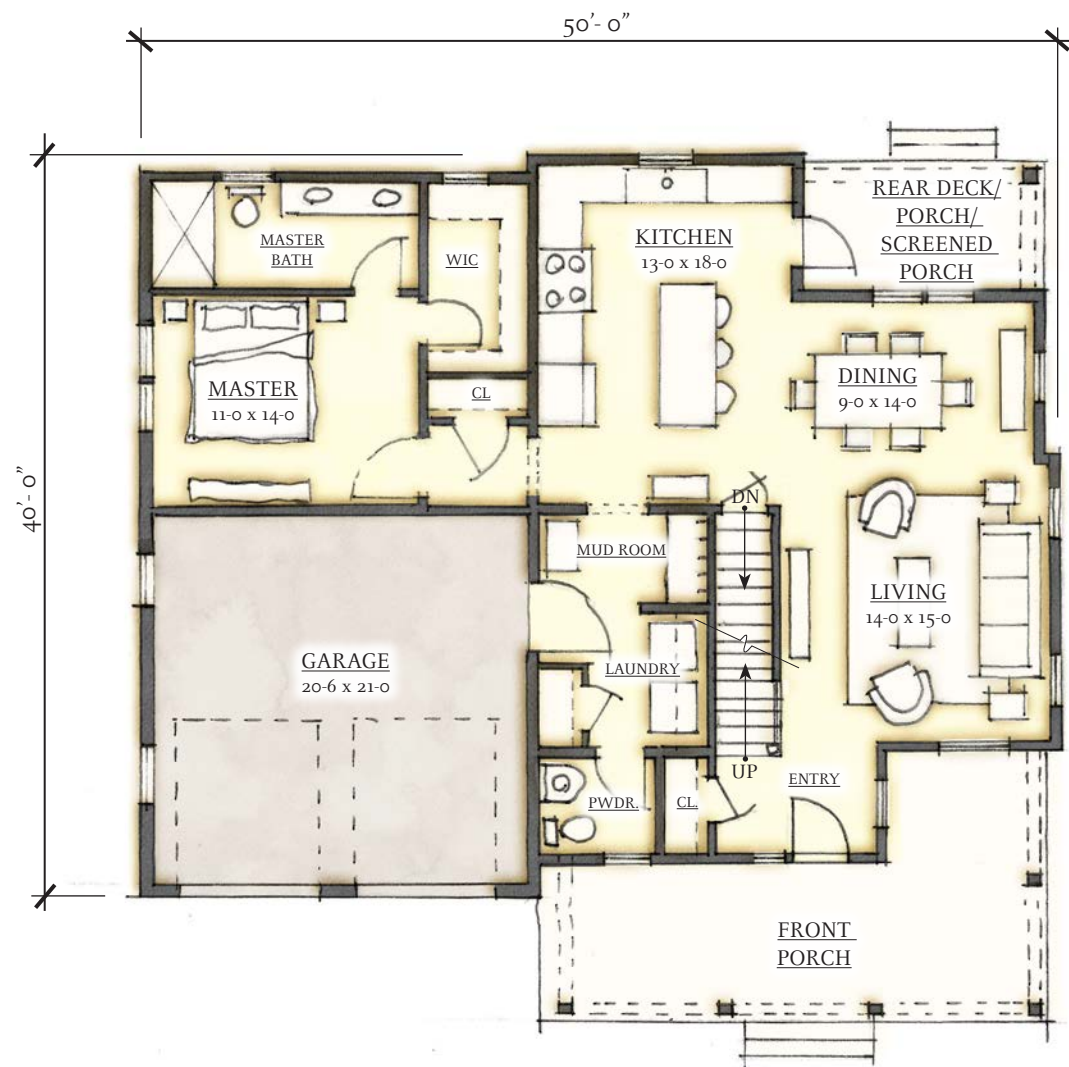 50'- 0"
40'- 0"
REAR DECK/
PORCH/
SCREENED
PORCH
KITCHEN
13-0 x 18-0
MASTER
BATH
WIC
MASTER
11-0 x 14-0
CL
DINING
9-0 x 14-0
DN
MUD ROOM
LIVING
14-0 x 15-0
GARAGE
20-6 x 21-0
LAUNDRY
UP
ENTRY
PWDR.
CL.
FRONT
PORCH